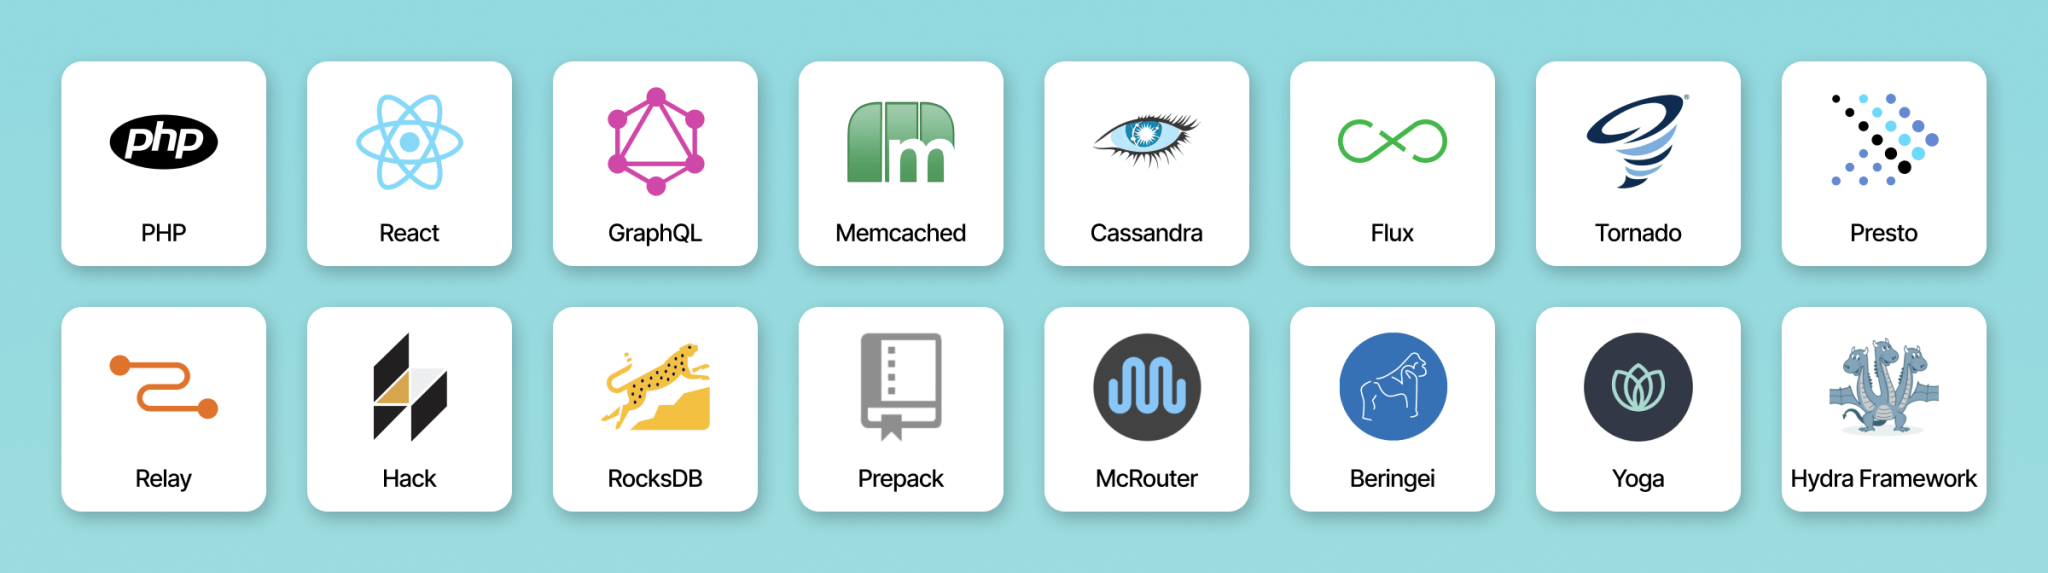 php
PHP
React
GraphQL
m
Memcached
Cassandra
Flux
®
Tornado
Presto
Relay
Hack
RocksDB
Prepack
McRouter
Beringei
Yoga
Hydra Framework